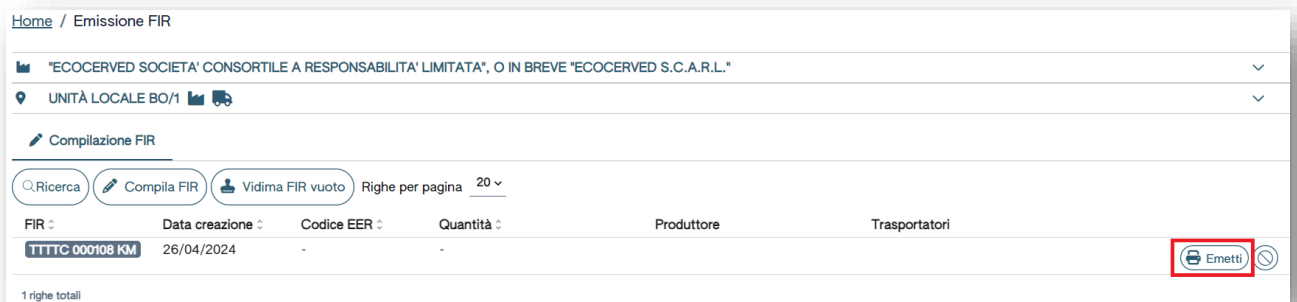 Home / Emissione FIR
"ECOCERVED SOCIETA' CONSORTILE A RESPONSABILITA' LIMITATA", O IN BREVE "ECOCERVED S.C.A.R.L."
UNITÀ LOCALE BO/1
Compilazione FIR
Ricerca Compila FIR Vidima FIR vuoto Righe per pagina 20
FIR Data creazione Codice EER Quantità Produttore Trasportatori
TTTTC 000108 KM 26/04/2024 - - Emetti
1 righe totali